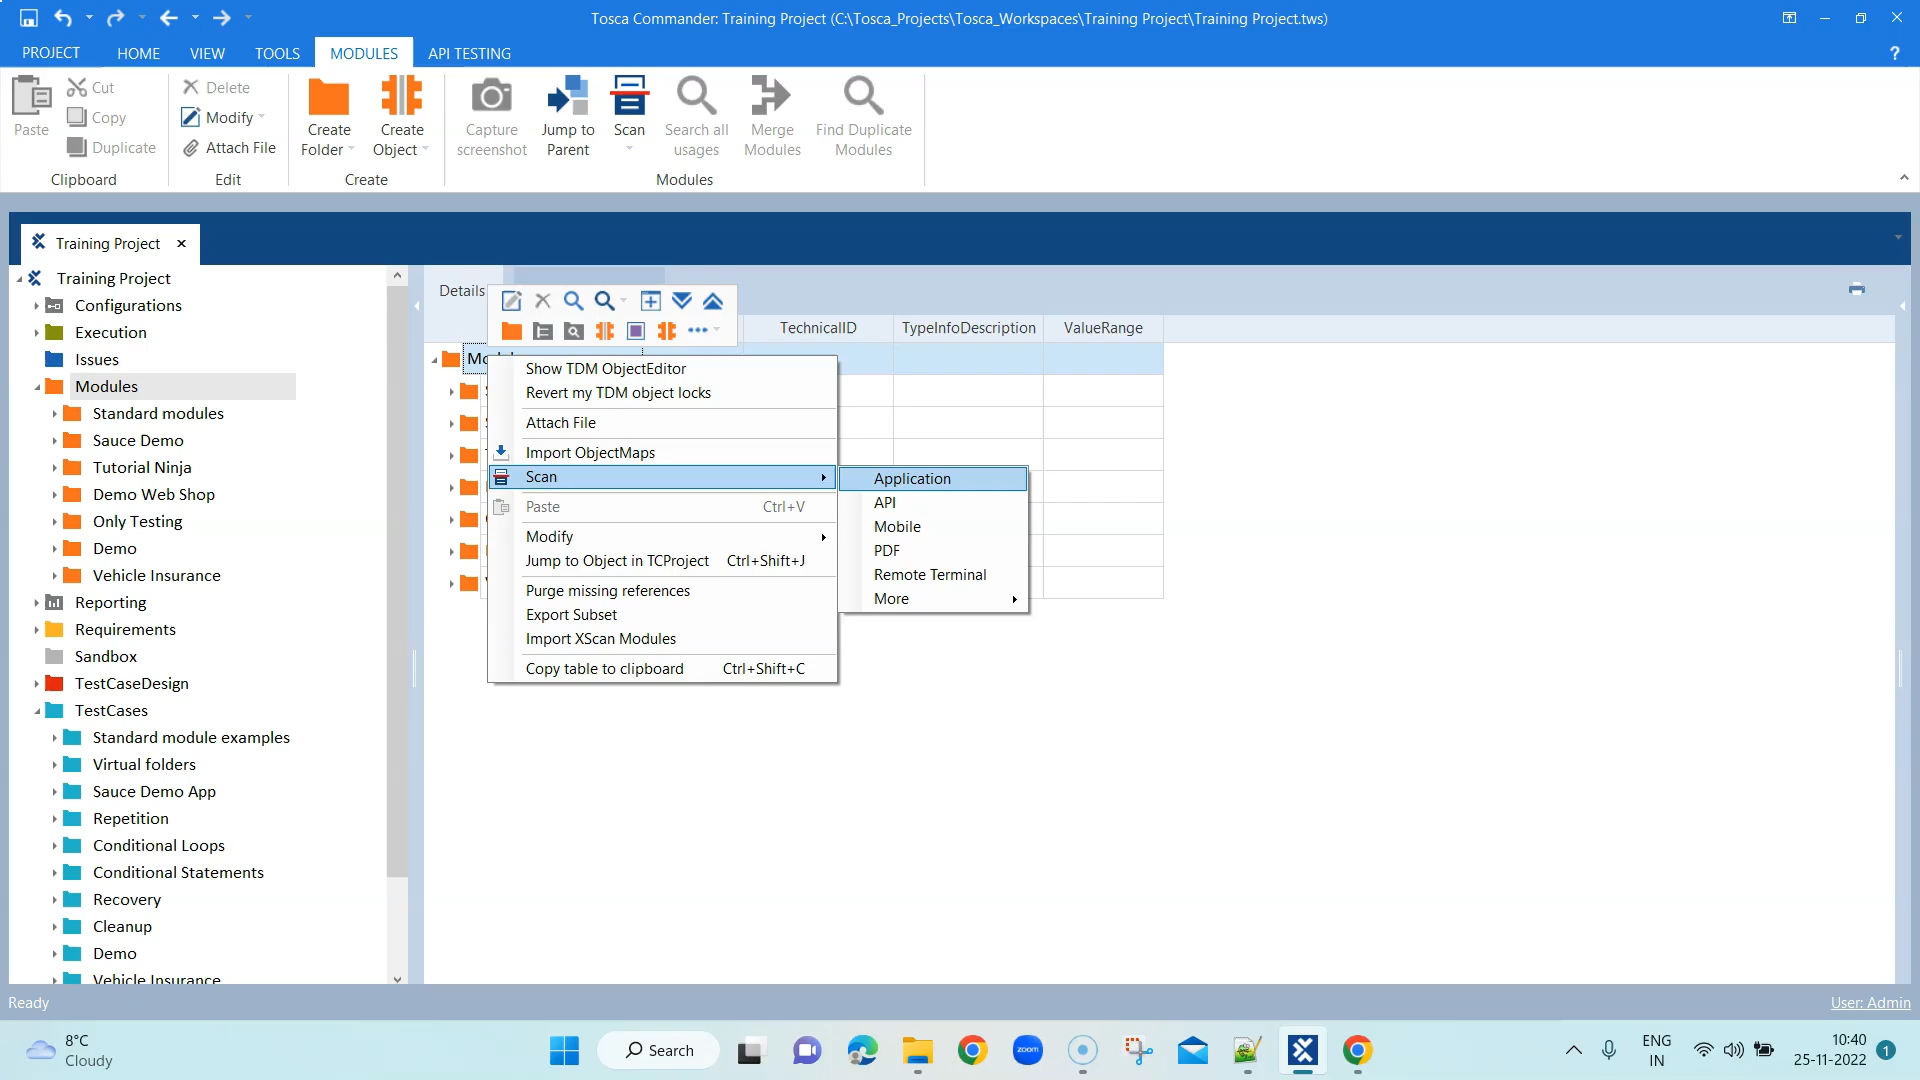 Tosca Commander: Training Project (C:\Tosca_Projects\Tosca_Workspaces\Training Project\Training Project.tws)
PROJECT HOME VIEW TOOLS MODULES API TESTING
?
Paste
Cut
Copy
Duplicate
Clipboard
Delete
Modify
Attach File
Edit
Create Folder
Create Object
Create
Capture screenshot
Jump to Parent
Scan
Search all usages
Merge Modules
Find Duplicate Modules
Modules
Training Project
Training Project
Configurations
Execution
Issues
Modules
Standard modules
Sauce Demo
Tutorial Ninja
Demo Web Shop
Only Testing
Demo
Vehicle Insurance
Reporting
Requirements
Sandbox
TestCaseDesign
TestCases
Standard module examples
Virtual folders
Sauce Demo App
Repetition
Conditional Loops
Conditional Statements
Recovery
Cleanup
Demo
Vehicle Insurance
Details
TechnicalID TypeInfoDescription ValueRange
Show TDM ObjectEditor
Revert my TDM object locks
Attach File
Import ObjectMaps
Scan
Paste Ctrl+V
Modify
Jump to Object in TCProject Ctrl+Shift+J
Purge missing references
Export Subset
Import XScan Modules
Copy table to clipboard Ctrl+Shift+C
Application
API
Mobile
PDF
Remote Terminal
More
Ready
User: Admin
8°C
Cloudy
Search
zoom
ENG
IN
10:40
25-11-2022
1